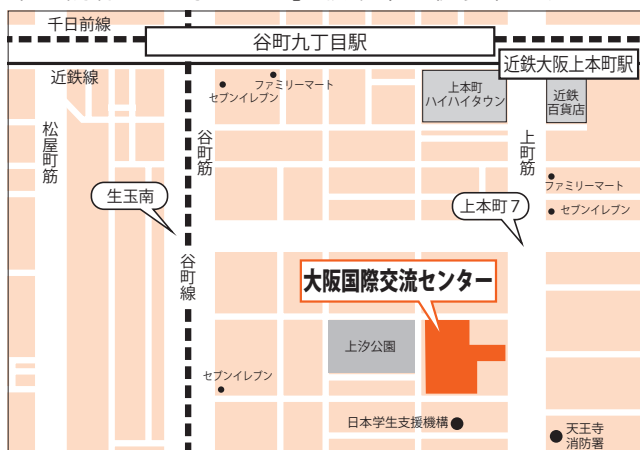 千日前線
谷町九丁目駅
近鉄大阪上本町駅
近鉄線
ファミリーマート
セブンイレブン
上本町
ハイハイタウン
近鉄
百貨店
松屋町筋
谷町筋
上町筋
生玉南
上本町7
ファミリーマート
セブンイレブン
谷町線
大阪国際交流センター
上汐公園
セブンイレブン
日本学生支援機構
天王寺
消防署